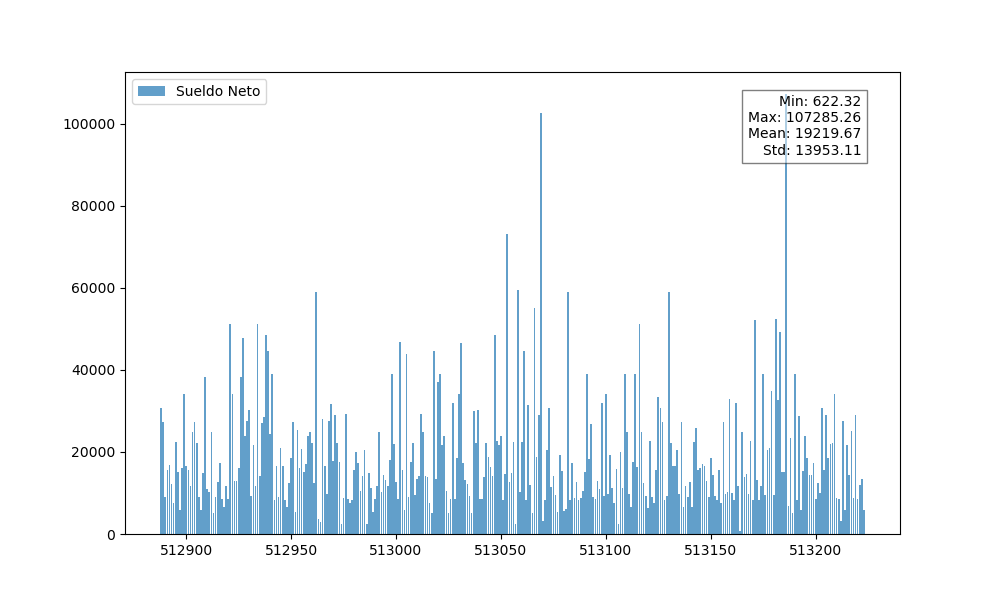 Sueldo Neto
Min: 622.32
Max: 107285.26
Mean: 19219.67
Std: 13953.11
100000
80000
60000
40000
20000
0
512900 512950 513000 513050 513100 513150 513200